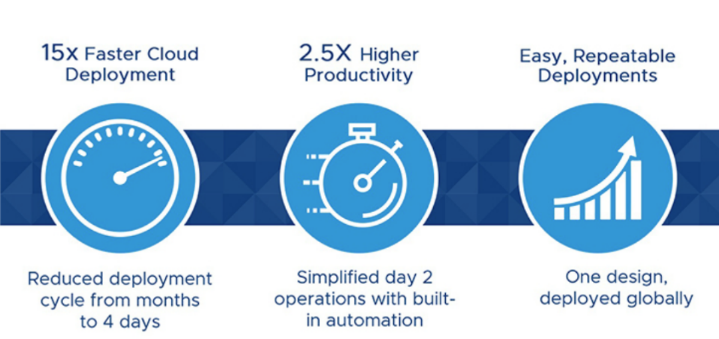 15x Faster Cloud
Deployment
Reduced deployment
cycle from months
to 4 days
2.5X Higher
Productivity
Simplified day 2
operations with built-
in automation
Easy, Repeatable
Deployments
One design,
deployed globally